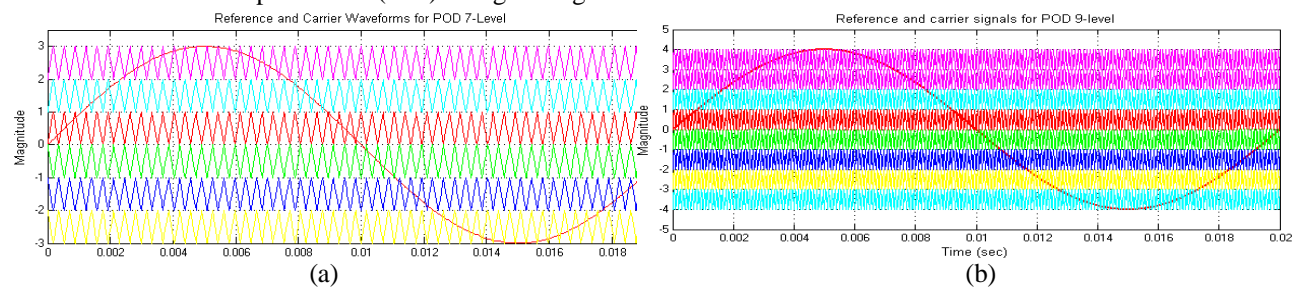 Reference and Carrier Waveforms for POD 7-Level
Magnitude
3
2
1
0
-1
-2
-3
0 0.002 0.004 0.006 0.008 0.01 0.012 0.014 0.016 0.018
(a)
Reference and carrier signals for POD 9-level
Magnitude
5
4
3
2
1
0
-1
-2
-3
-4
-5
0 0.002 0.004 0.006 0.008 0.01 0.012 0.014 0.016 0.018 0.02
Time (sec)
(b)